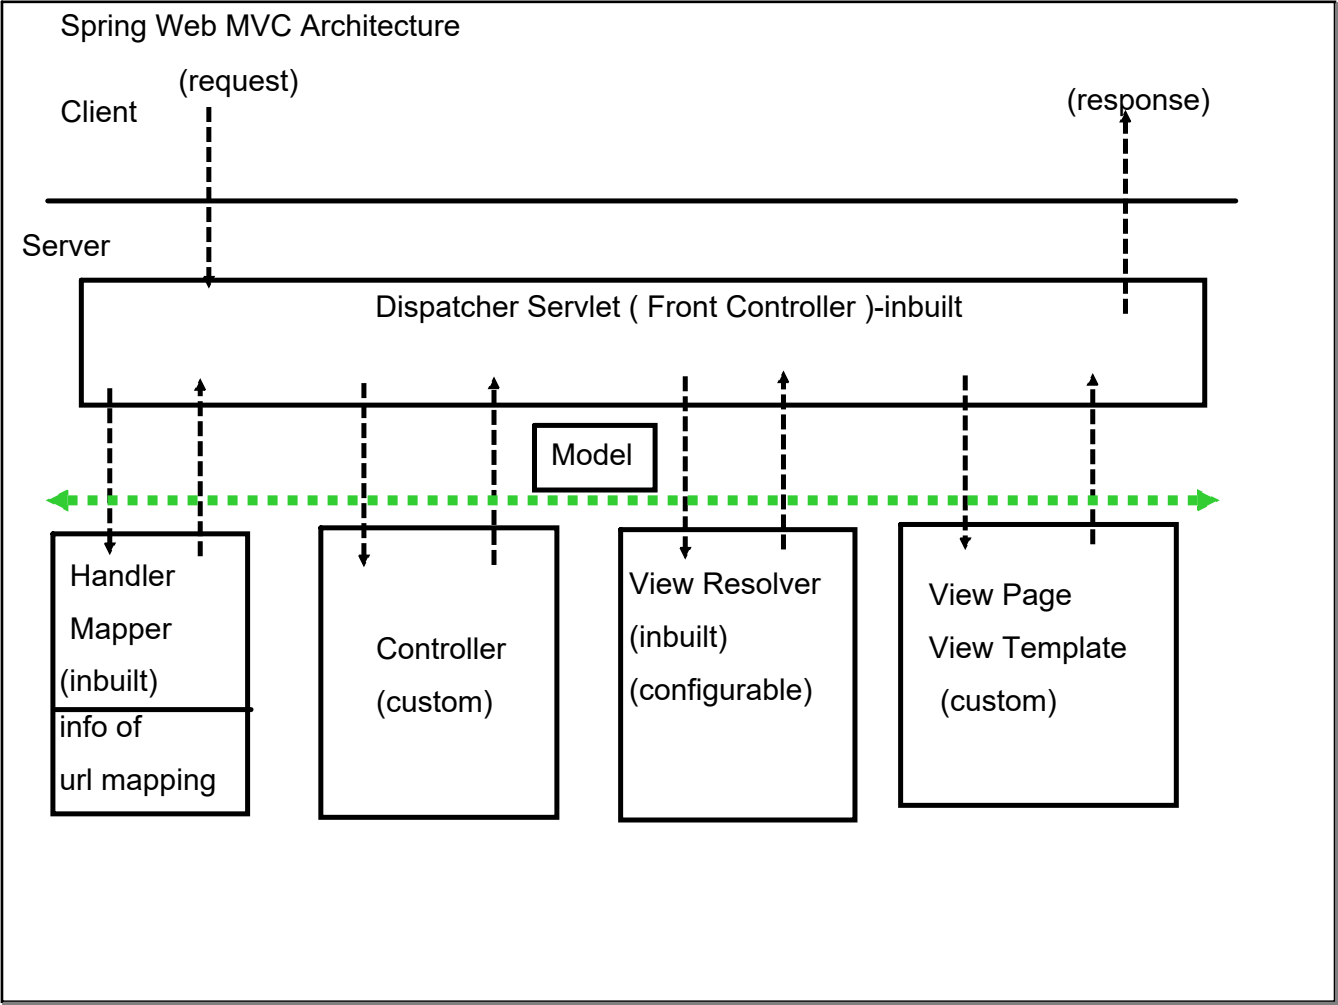 Spring Web MVC Architecture
(request)
Client
(response)
Server
Dispatcher Servlet ( Front Controller )-inbuilt
Model
Handler
Mapper
(inbuilt)
info of
url mapping
Controller
(custom)
View Resolver
(inbuilt)
(configurable)
View Page
View Template
(custom)